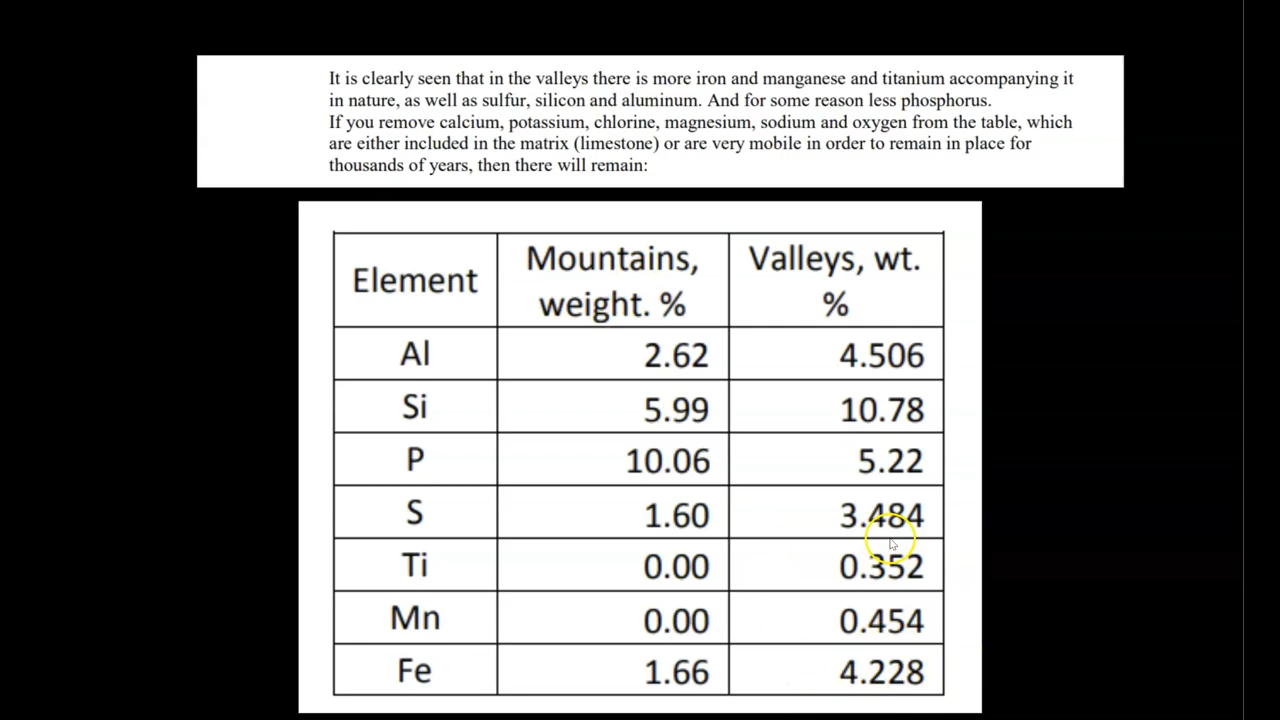 It is clearly seen that in the valleys there is more iron and manganese and titanium accompanying it
in nature, as well as sulfur, silicon and aluminum. And for some reason less phosphorus.
If you remove calcium, potassium, chlorine, magnesium, sodium and oxygen from the table, which
are either included in the matrix (limestone) or are very mobile in order to remain in place for
thousands of years, then there will remain:
Element Mountains, weight. % Valleys, wt. %
Al 2.62 4.506
Si 5.99 10.78
P 10.06 5.22
S 1.60 3.484
Ti 0.00 0.352
Mn 0.00 0.454
Fe 1.66 4.228